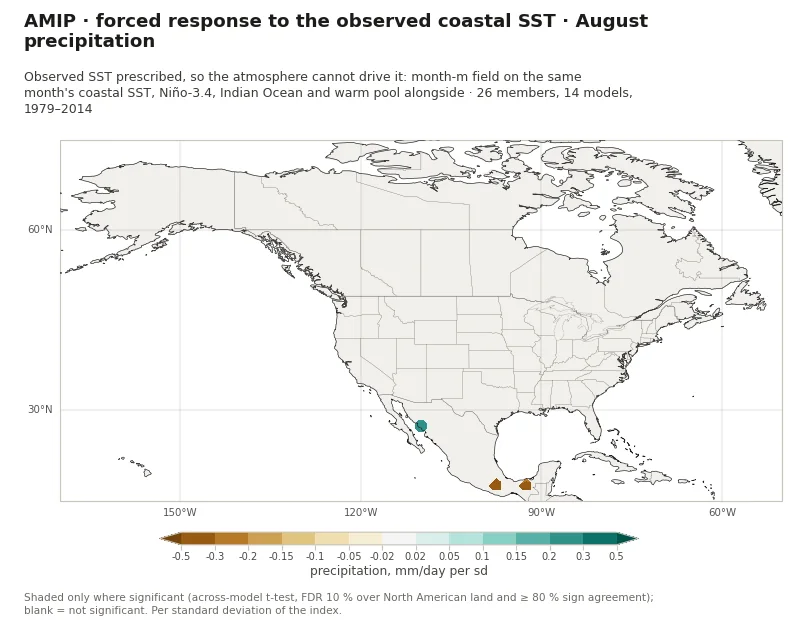 AMIP · forced response to the observed coastal SST · August
precipitation
Observed SST prescribed, so the atmosphere cannot drive it: month-m field on the same
month's coastal SST, Niño-3.4, Indian Ocean and warm pool alongside · 26 members, 14 models,
1979–2014
60°N
30°N
150°W 120°W 90°W 60°W
-0.5 -0.3 -0.2 -0.15 -0.1 -0.05 -0.02 0.02 0.05 0.1 0.15 0.2 0.3 0.5
precipitation, mm/day per sd
Shaded only where significant (across-model t-test, FDR 10 % over North American land and ≥ 80 % sign agreement);
blank = not significant. Per standard deviation of the index.